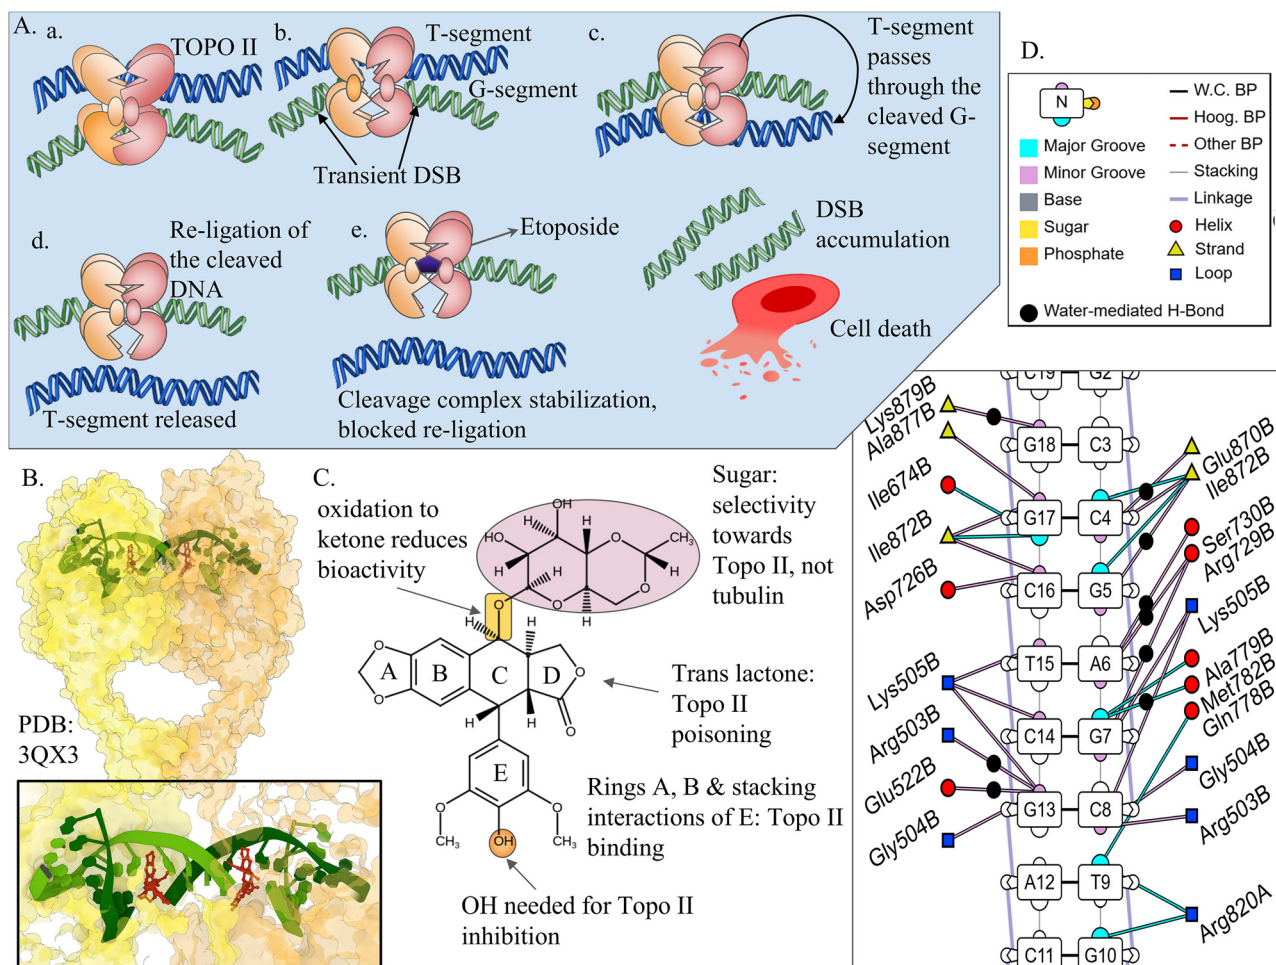 A.
a.
TOPO II
b.
T-segment
G-segment
Transient DSB
c.
T-segment
passes
through the
cleaved G-
segment
d.
Re-ligation of
the cleaved
DNA
T-segment released
e.
Etoposide
Cleavage complex stabilization,
blocked re-ligation
DSB
accumulation
Cell death
B.
PDB:
3QX3
C.
oxidation to
ketone reduces
bioactivity
Sugar:
selectivity
towards
Topo II, not
tubulin
OH
H
H
HO
H
CH3
H
H
H
O
O
O
O
H
H
H
H
H
O
O
O
O
A
B
C
D
E
O
O
CH3
CH3
OH
Trans lactone:
Topo II
poisoning
Rings A, B & stacking
interactions of E: Topo II
binding
OH needed for Topo II
inhibition
D.
N
Major Groove
Minor Groove
Base
Sugar
Phosphate
Water-mediated H-Bond
W.C. BP
Hoog. BP
Other BP
Stacking
Linkage
Helix
Strand
Loop
C19 G2
G18 C3
G17 C4
C16 G5
T15 A6
C14 G7
G13 C8
A12 T9
C11 G10
Lys879B
Ala877B
Ile674B
Ile872B
Asp726B
Lys505B
Arg503B
Glu522B
Gly504B
Glu870B
Ile872B
Ser730B
Arg729B
Lys505B
Ala779B
Met782B
Gln778B
Gly504B
Arg503B
Arg820A